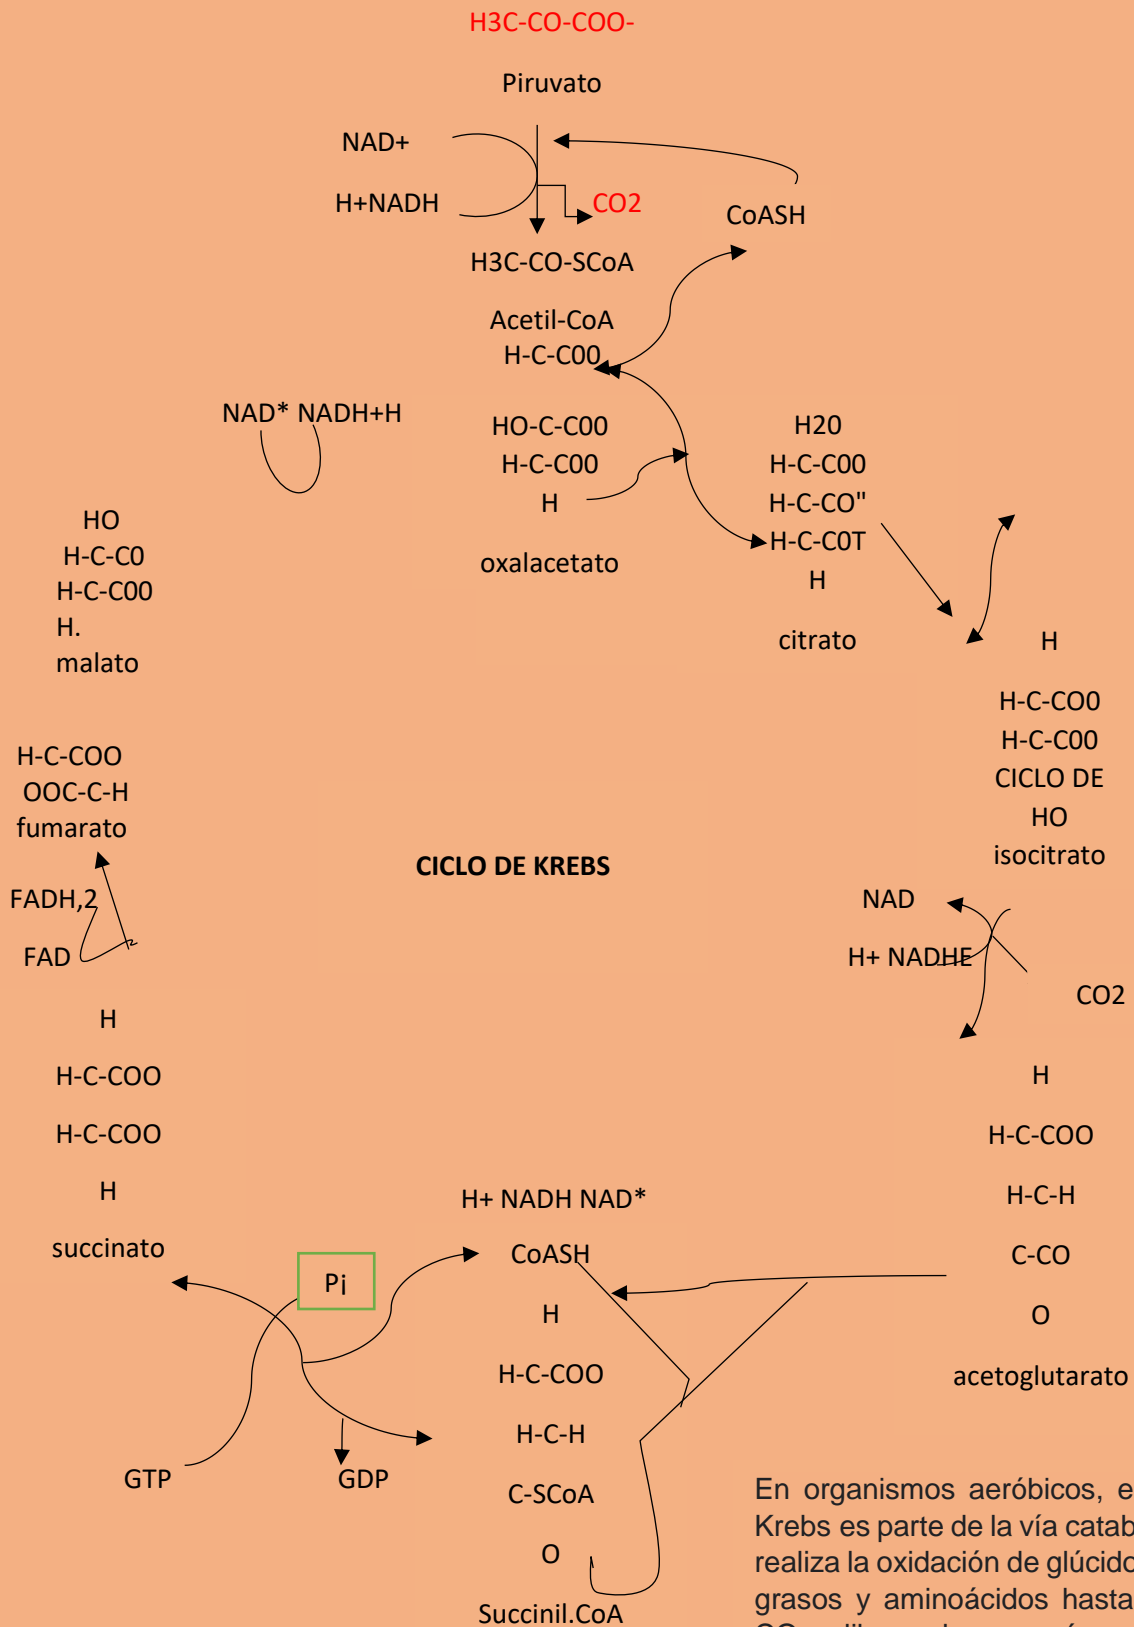 H3C-CO-COO-
Piruvato
NAD+
H+NADH
CO2
CoASH
H3C-CO-SCoA
Acetil-CoA
H-C-C00
NAD* NADH+H
HO-C-C00
H-C-C00
H
oxalacetato
H20
H-C-C00
H-C-CO"
H-C-C0T
H
citrato
HO
H-C-C0
H-C-C00
H.
malato
H
H-C-CO0
H-C-C00
CICLO DE
HO
isocitrato
H-C-COO
OOC-C-H
fumarato
CICLO DE KREBS
FADH,2
FAD
NAD
H+ NADHE
CO2
H
H-C-COO
H-C-COO
H
succinato
H
H-C-COO
H-C-H
C-CO
O
acetoglutarato
H+ NADH NAD*
CoASH
H
H-C-COO
H-C-H
C-SCoA
O
Succinil.CoA
Pi
GTP
GDP
En organismos aeróbicos, e
Krebs es parte de la vía catab
realiza la oxidación de glúcido
grasos y aminoácidos hasta